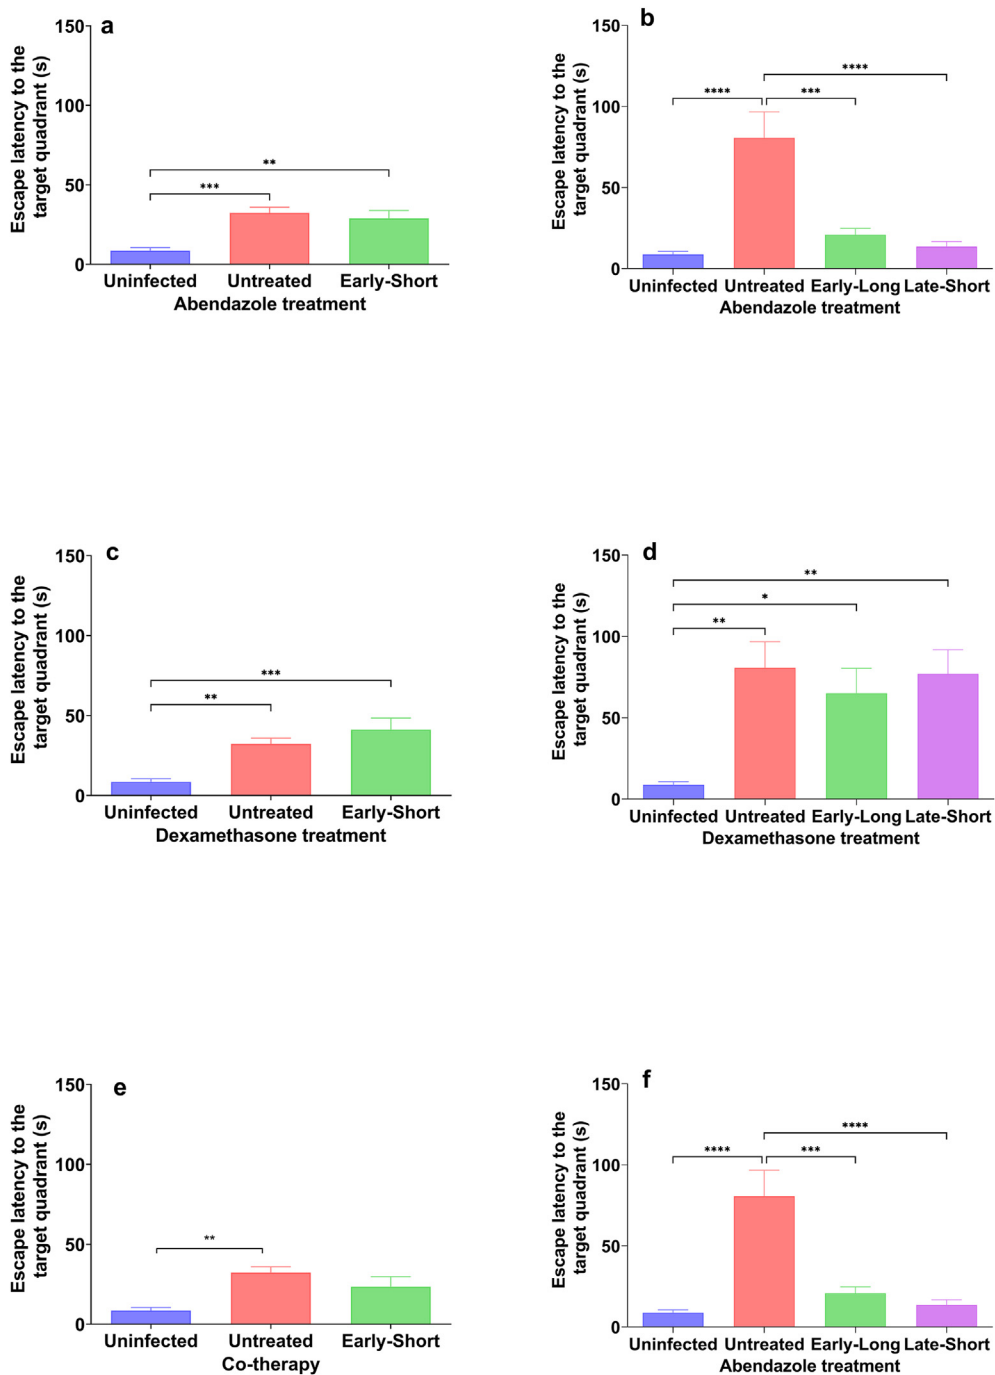 a
Escape latency to the
target quadrant (s)
150
100
50
0
**
***
Uninfected Untreated Early-Short
Abendazole treatment
b
Escape latency to the
target quadrant (s)
150
100
50
0
****
**** ***
Uninfected Untreated Early-Long Late-Short
Abendazole treatment
c
Escape latency to the
target quadrant (s)
150
100
50
0
***
**
Uninfected Untreated Early-Short
Dexamethasone treatment
d
Escape latency to the
target quadrant (s)
150
100
50
0
**
*
**
Uninfected Untreated Early-Long Late-Short
Dexamethasone treatment
e
Escape latency to the
target quadrant (s)
150
100
50
0
**
Uninfected Untreated Early-Short
Co-therapy
f
Escape latency to the
target quadrant (s)
150
100
50
0
****
**** ***
Uninfected Untreated Early-Long Late-Short
Abendazole treatment